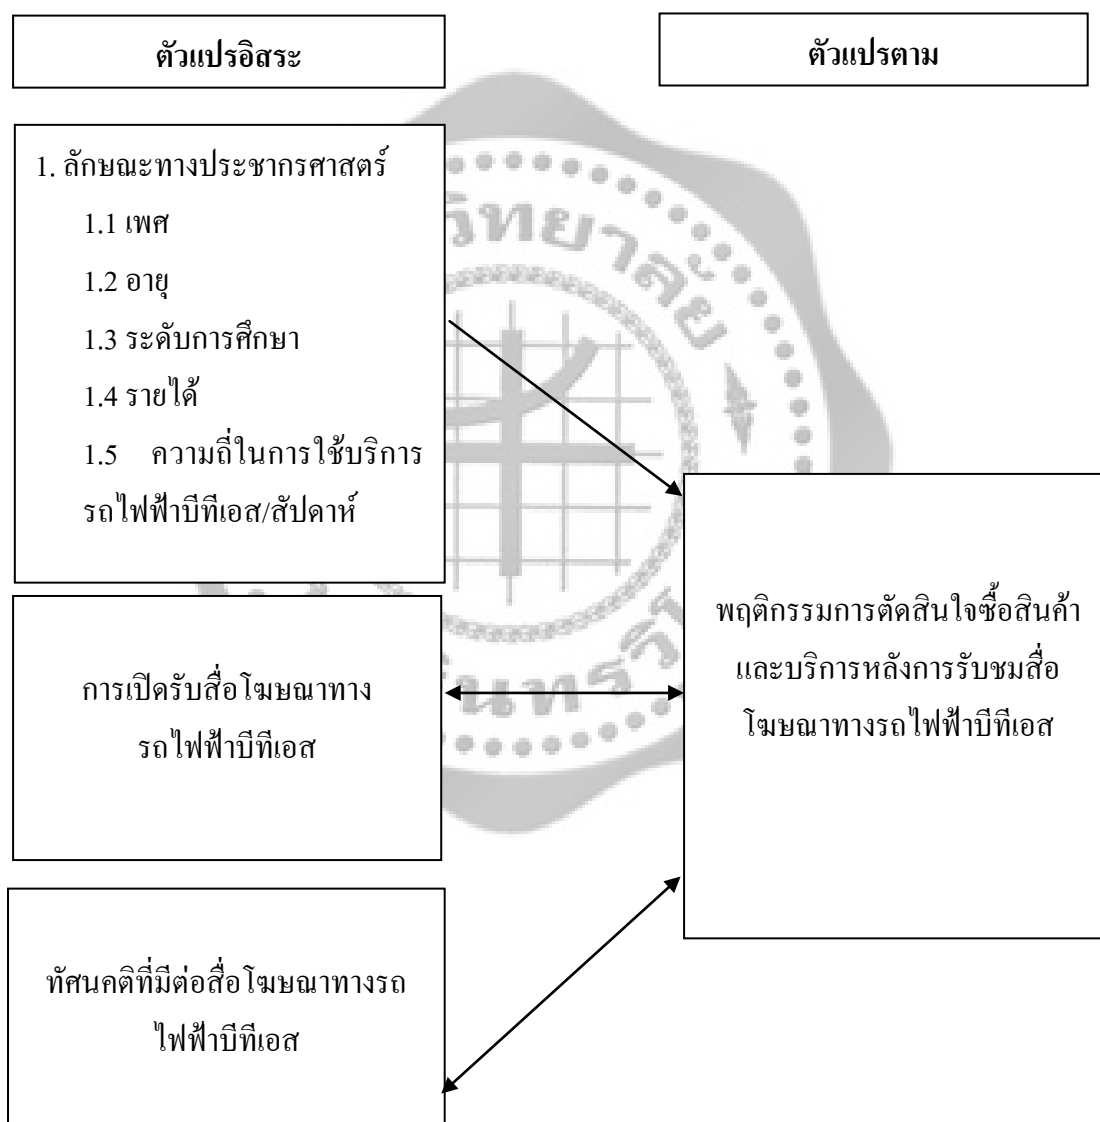 ตัวแปรอิสระ
ตัวแปรตาม
1. ลักษณะทางประชากรศาสตร์
1.1 เพศ
1.2 อายุ
1.3 ระดับการศึกษา
1.4 รายได้
1.5 ความถี่ในการใช้บริการ
รถไฟฟ้าบีทีเอส/สัปดาห์
การเปิดรับสื่อโฆษณาทาง
รถไฟฟ้าบีทีเอส
ทัศนคติที่มีต่อสื่อโฆษณาทางรถ
ไฟฟ้าบีทีเอส
พฤติกรรมการตัดสินใจซื้อสินค้า
และบริการหลังการรับชมสื่อ
โฆษณาทางรถไฟฟ้าบีทีเอส